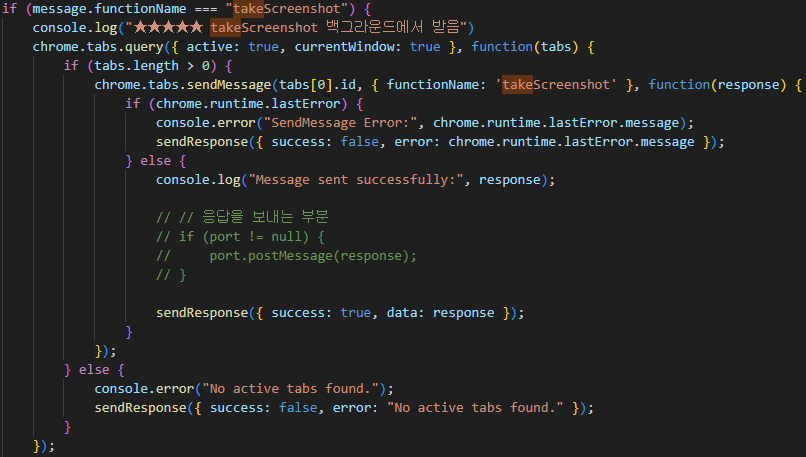 if (message.functionName === "takeScreenshot") {
console.log("★★★★★ takeScreenshot 백그라운드에서 받음")
chrome.tabs.query({ active: true, currentWindow: true }, function(tabs) {
if (tabs.length > 0) {
chrome.tabs.sendMessage(tabs[0].id, { functionName: 'takeScreenshot' }, function(response) {
if (chrome.runtime.lastError) {
console.error("SendMessage Error:", chrome.runtime.lastError.message);
sendResponse({ success: false, error: chrome.runtime.lastError.message });
} else {
console.log("Message sent successfully:", response);
// // 응답을 보내는 부분
// if (port != null) {
//     port.postMessage(response);
// }
sendResponse({ success: true, data: response });
}
});
} else {
console.error("No active tabs found.");
sendResponse({ success: false, error: "No active tabs found." });
}
});